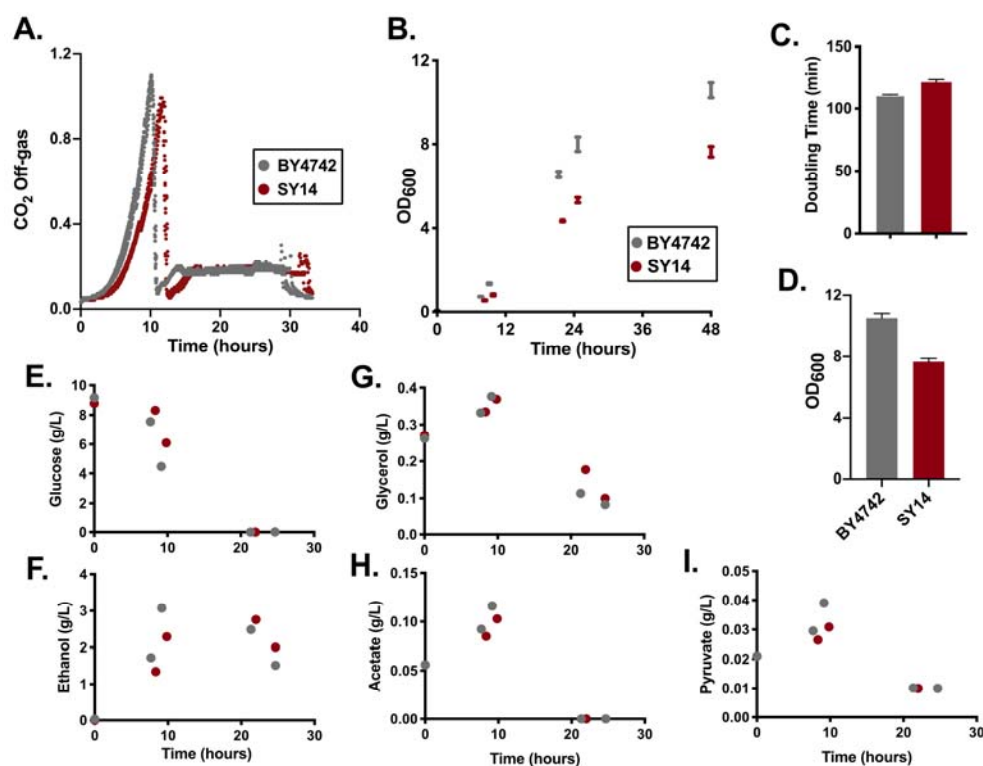 A.
CO2 Off-gas
1.2
0.8
0.4
0.0
BY4742
SY14
0 10 20 30 40
Time (hours)
B.
OD600
12
8
4
0
BY4742
SY14
0 12 24 36 48
Time (hours)
C.
Doubling Time (min)
150
100
50
0
D.
OD600
12
8
4
0
BY4742
SY14
E.
Glucose (g/L)
10
8
6
4
2
0
0 10 20 30
G.
Glycerol (g/L)
0.4
0.3
0.2
0.1
0.0
0 10 20 30
F.
Ethanol (g/L)
4
3
2
1
0
0 10 20 30
Time (hours)
H.
Acetate (g/L)
0.15
0.10
0.05
0.00
0 10 20 30
Time (hours)
I.
Pyruvate (g/L)
0.05
0.04
0.03
0.02
0.01
0.00
0 10 20 30
Time (hours)